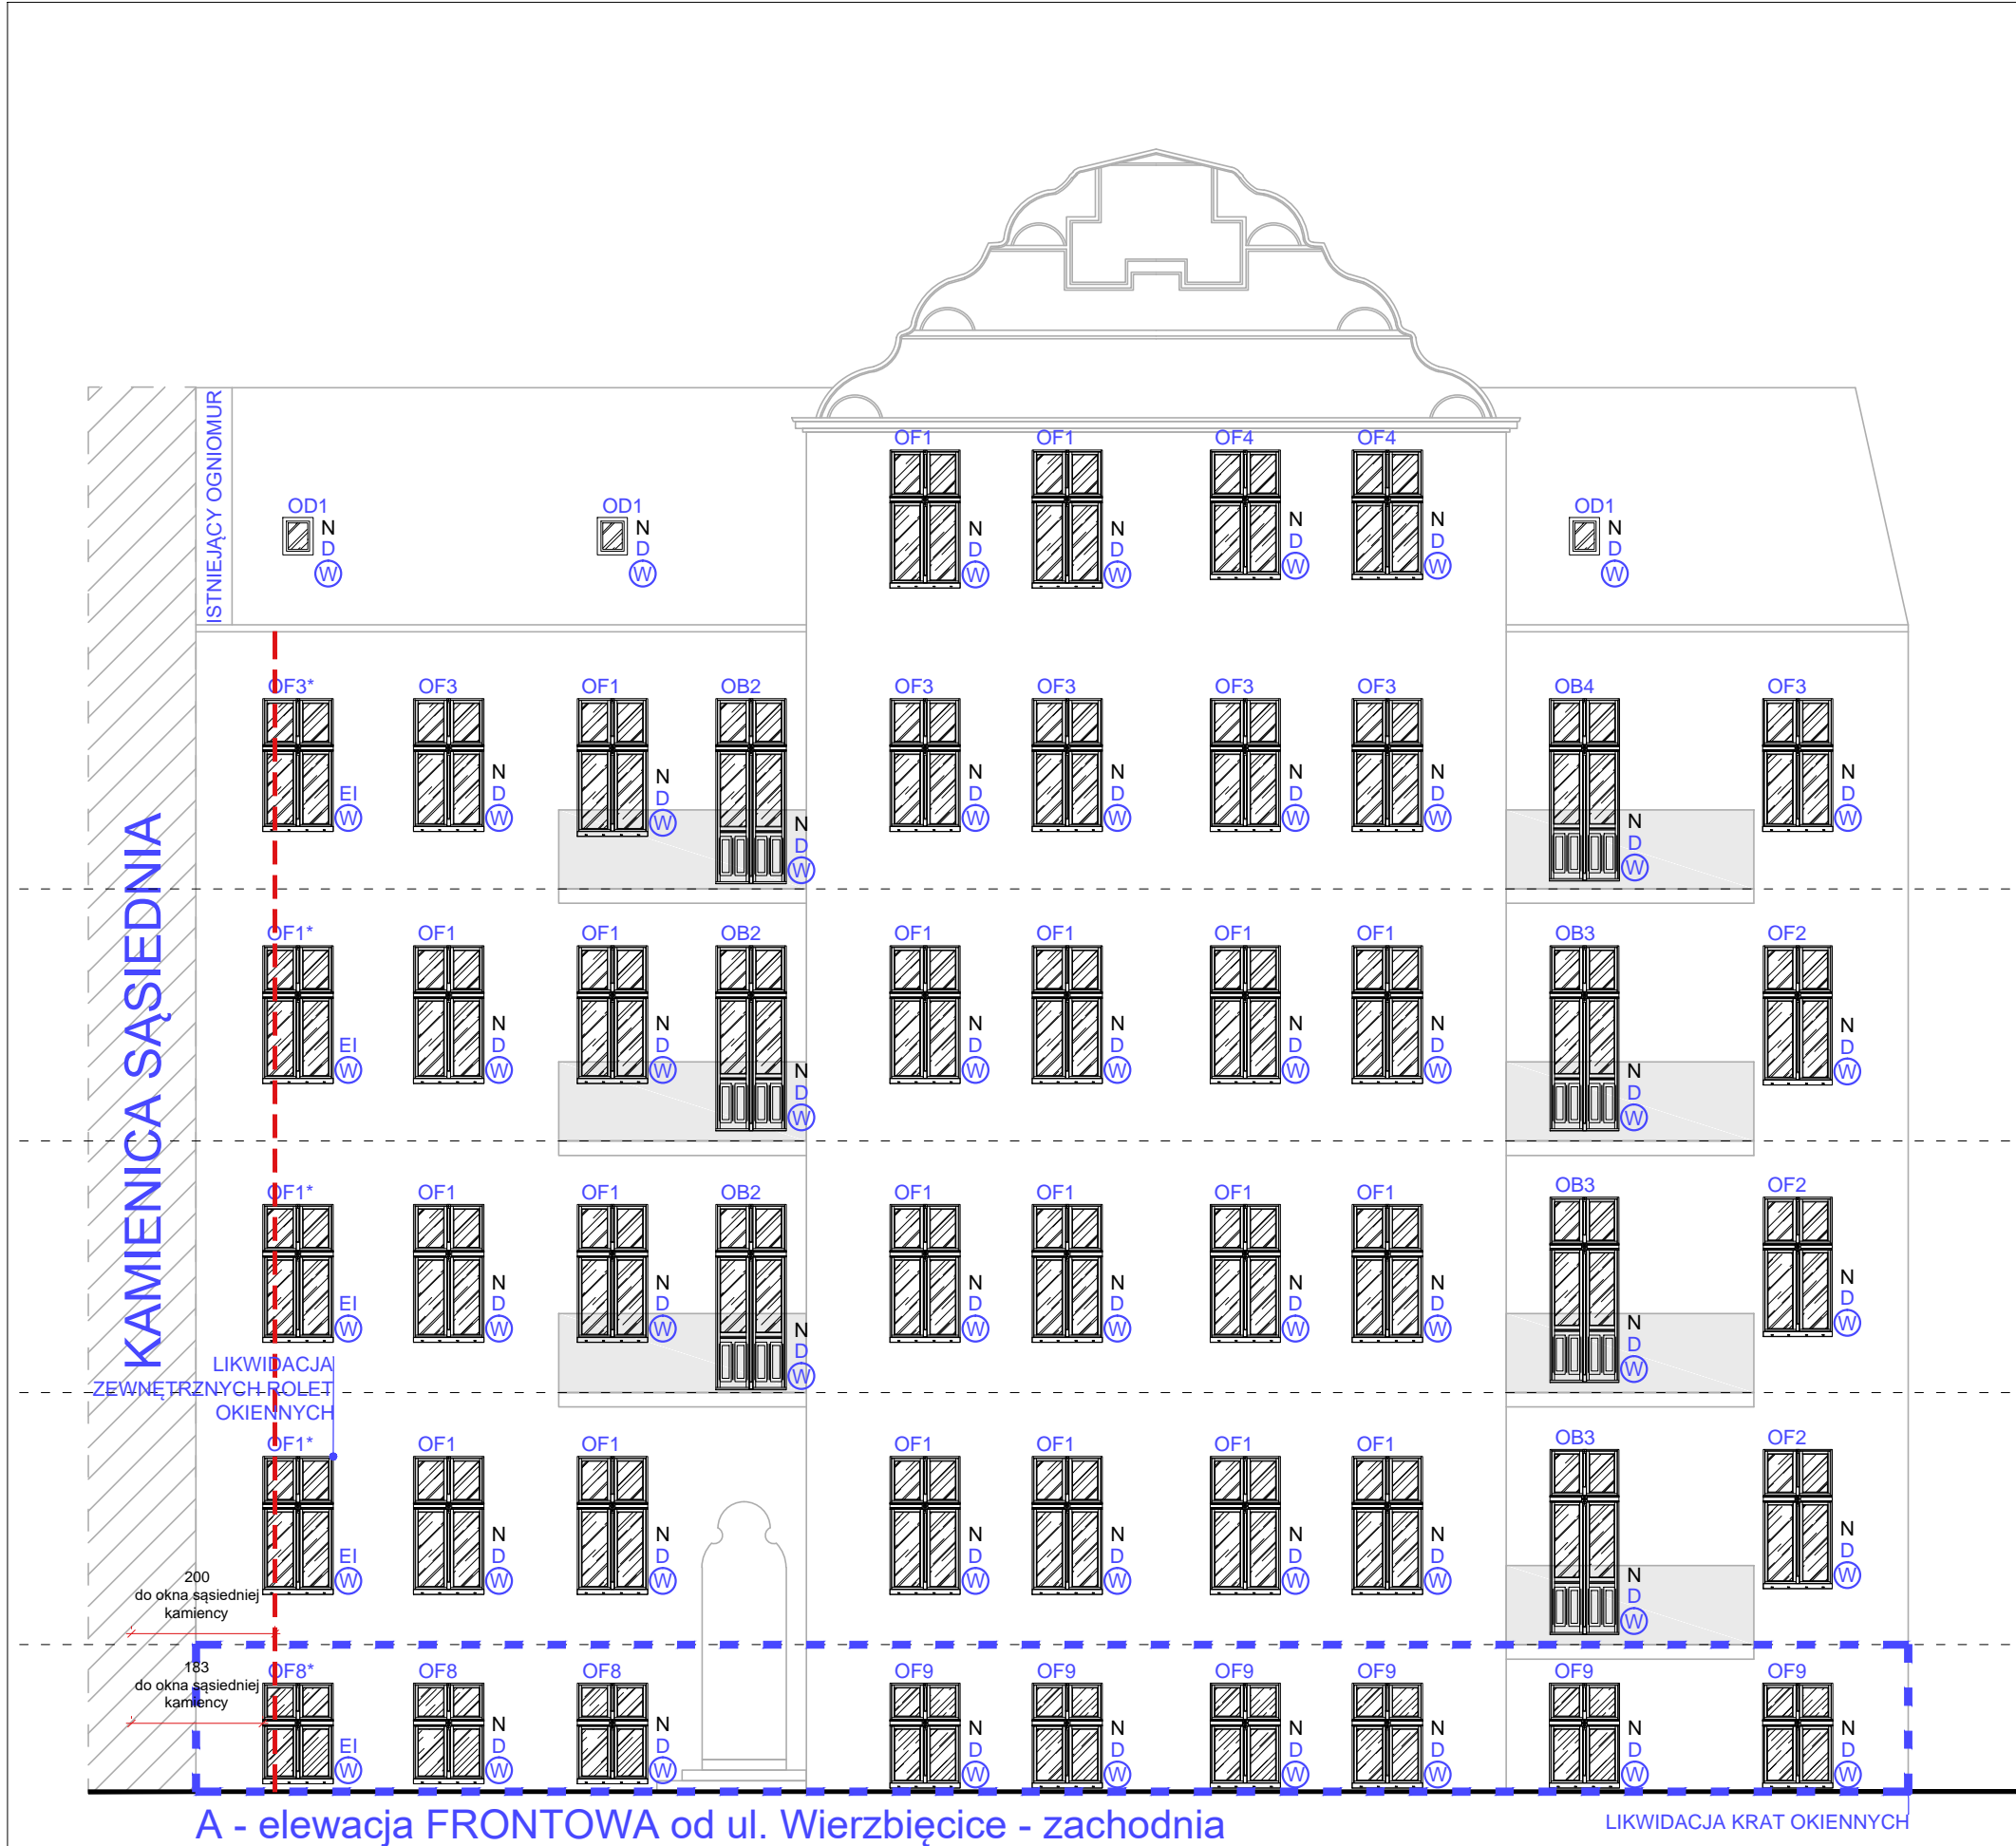 OF1 OF1 OF4 OF4
ISTNIEJĄCY OGNIOMUR
OD1 OD1 OD1
N N N D D D W W W
N N N N
D D D D
W W W W
OF3* OF3 OF1 OB2 OF3 OF3 OF3 OF3 OB4 OF3
EI N N N N N N N N N
D D D D D D D D D
W W W W W W W W W W
KAMIENICA SĄSIEDNIA
OF1* OF1 OF1 OB2 OF1 OF1 OF1 OF1 OB3 OF2
EI N N N N N N N N N
D D D D D D D D D
W W W W W W W W W W
OF1* OF1 OF1 OB2 OF1 OF1 OF1 OF1 OB3 OF2
EI N N N N N N N N N
D D D D D D D D D
W W W W W W W W W W
LIKWIDACJA
ZEWNĘTRZNYCH ROLET
OKIENNYCH
OF1* OF1 OF1 OF1 OF1 OF1 OF1 OB3 OF2
EI N N N N N N N N
D D D D D D D D
W W W W W W W W W
200
do okna sąsiedniej
kamiency
183
do okna sąsiedniej
kamiency
OF8* OF8 OF8 OF9 OF9 OF9 OF9 OF9 OF9
EI N N N N N N N N
D D D D D D D D
W W W W W W W W W
A - elewacja FRONTOWA od ul. Wierzbięcice - zachodnia
LIKWIDACJA KRAT OKIENNYCH